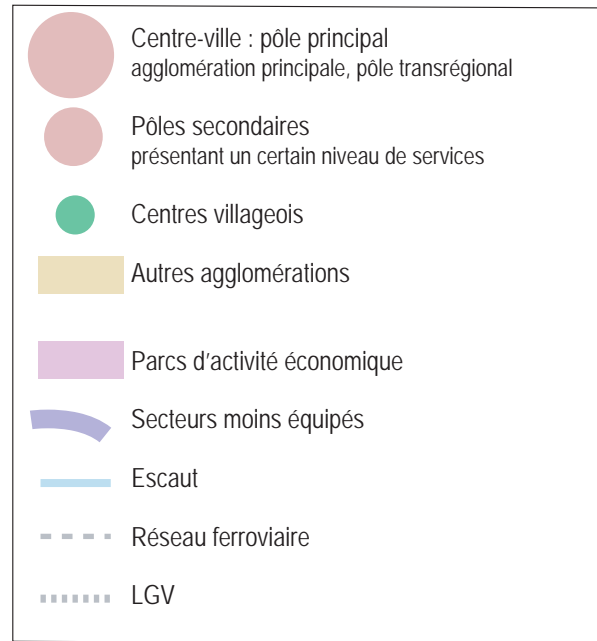 Centre-ville : pôle principal
agglomération principale, pôle transrégional
Pôles secondaires
présentant un certain niveau de services
Centres villageois
Autres agglomérations
Parcs d'activité économique
Secteurs moins équipés
Escaut
Réseau ferroviaire
LGV